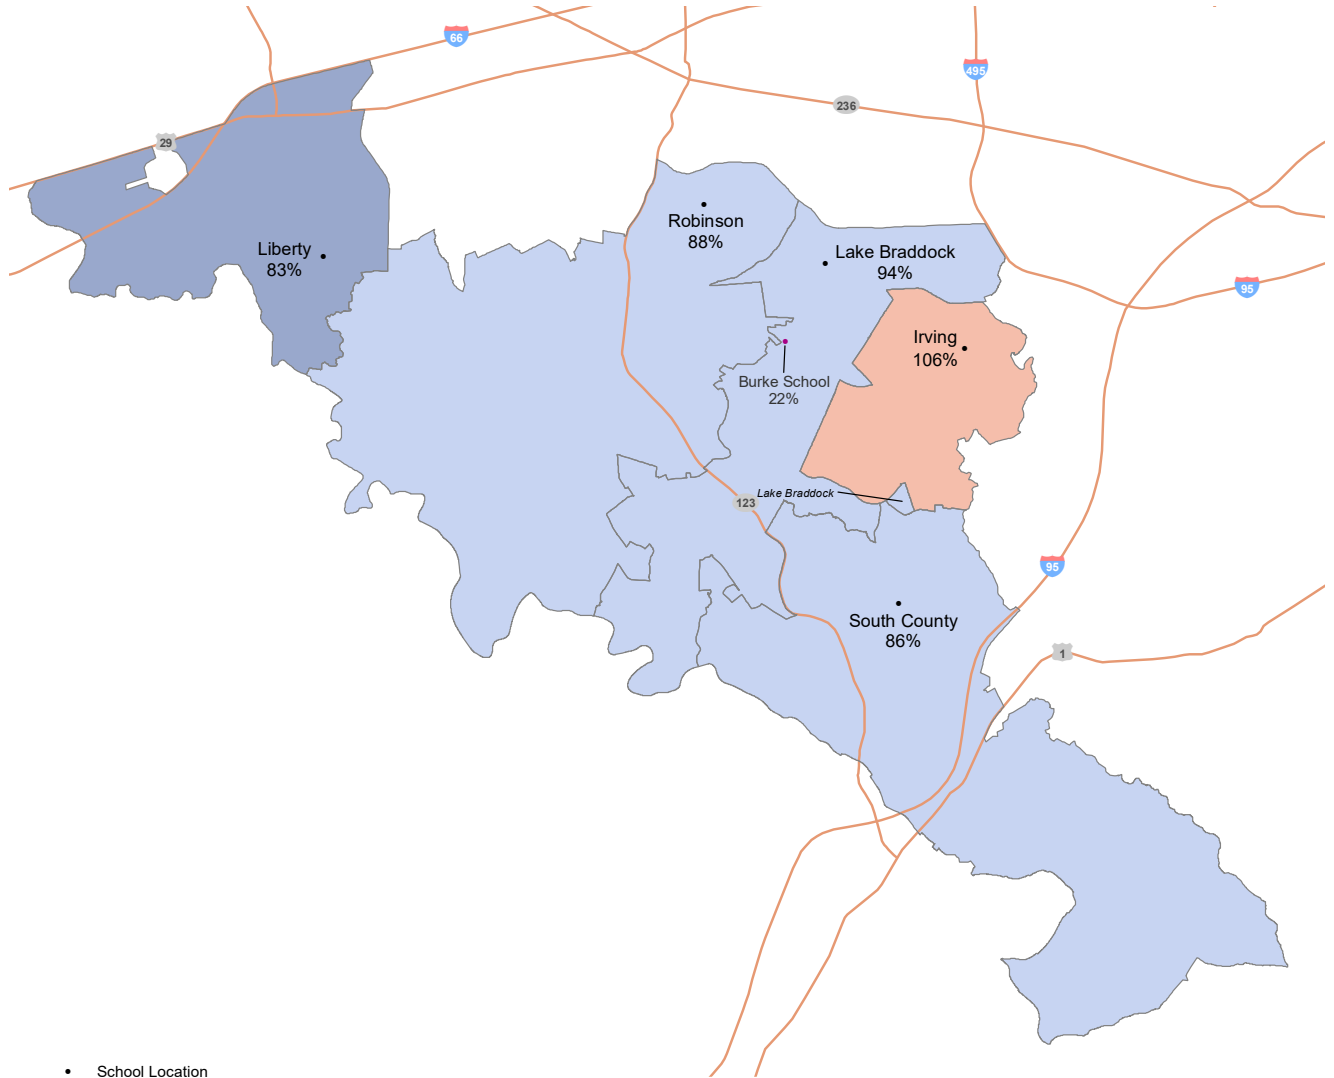 66
495
236
29
Robinson
88%
Liberty
83%
Lake Braddock
94%
95
Irving
106%
Burke School
22%
Lake Braddock
123
95
South County
86%
1
School Location